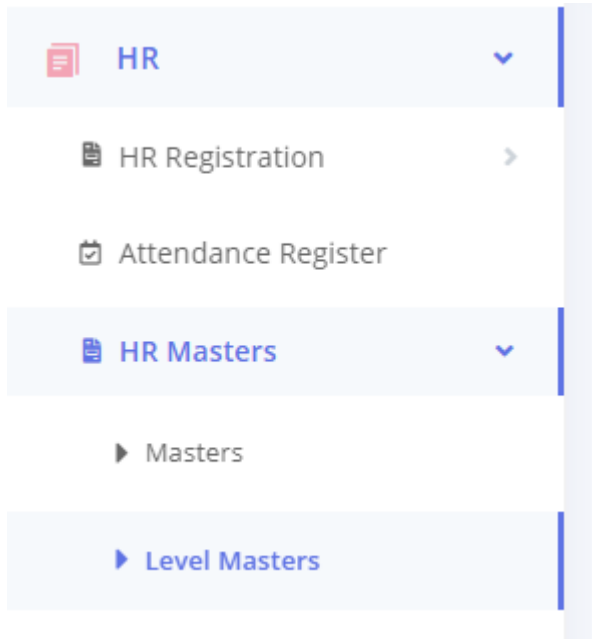 HR
HR Registration
Attendance Register
HR Masters
Masters
Level Masters